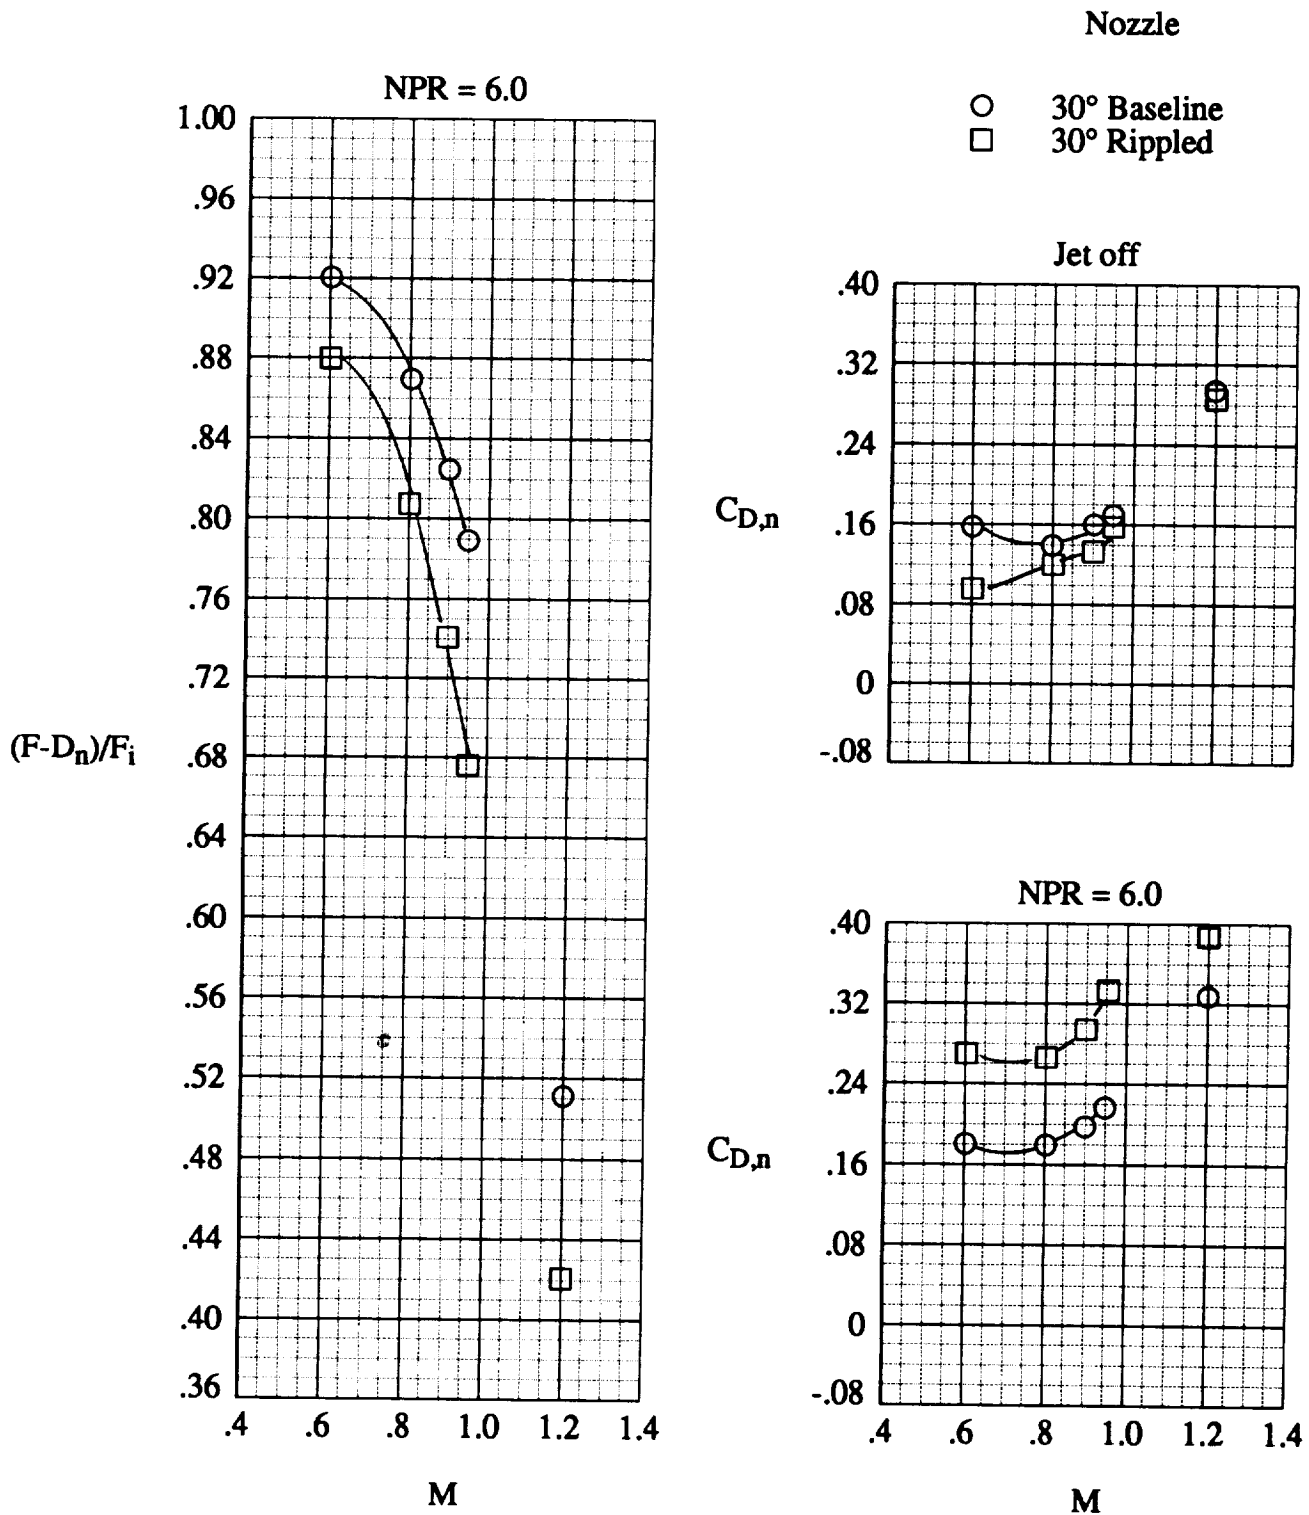 Nozzle
30° Baseline
30° Rippled
NPR = 6.0
1.00
.96
.92
.88
.84
.80
.76
.72
.68
.64
.60
.56
.52
.48
.44
.40
.36
(F-Dn)/Fi
.4 .6 .8 1.0 1.2 1.4
M
Jet off
.40
.32
.24
.16
.08
0
-.08
CD,n
NPR = 6.0
.40
.32
.24
.16
.08
0
-.08
CD,n
.4 .6 .8 1.0 1.2 1.4
M